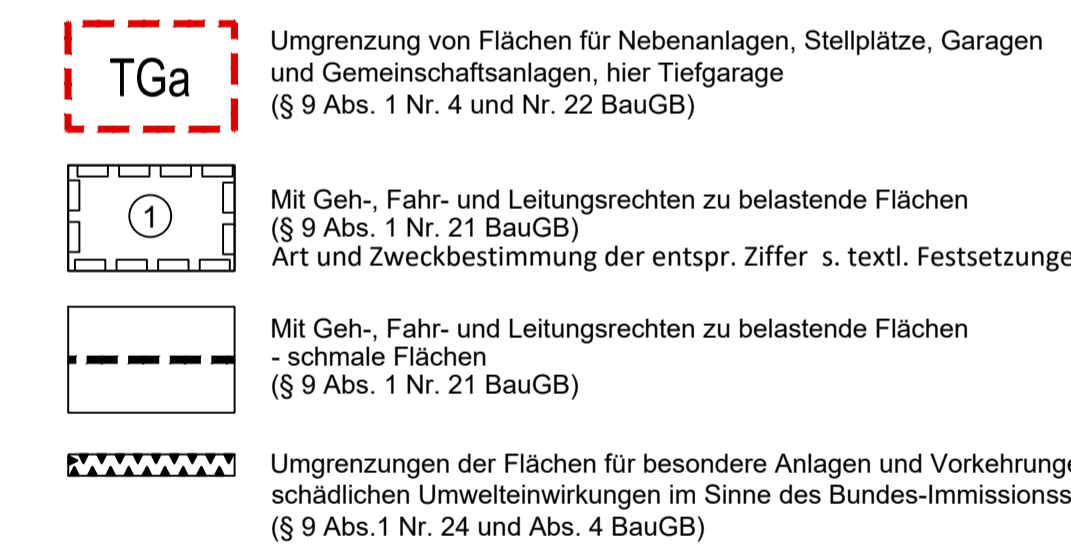 TGa
Umgrenzung von Flächen für Nebenanlagen, Stellplätze, Garagen
und Gemeinschaftsanlagen, hier Tiefgarage
(§ 9 Abs. 1 Nr. 4 und Nr. 22 BauGB)
1
Mit Geh-, Fahr- und Leitungsrechten zu belastende Flächen
(§ 9 Abs. 1 Nr. 21 BauGB)
Art und Zweckbestimmung der entspr. Ziffer s. textl. Festsetzunge
Mit Geh-, Fahr- und Leitungsrechten zu belastende Flächen
- schmale Flächen
(§ 9 Abs. 1 Nr. 21 BauGB)
Umgrenzungen der Flächen für besondere Anlagen und Vorkehrunge
schädlichen Umwelteinwirkungen im Sinne des Bundes-Immissionss
(§ 9 Abs.1 Nr. 24 und Abs. 4 BauGB)